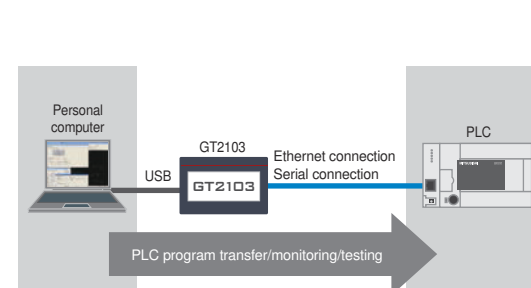 Personal
computer
USB
GT2103
GT2103
Ethernet connection
Serial connection
PLC
PLC program transfer/monitoring/testing